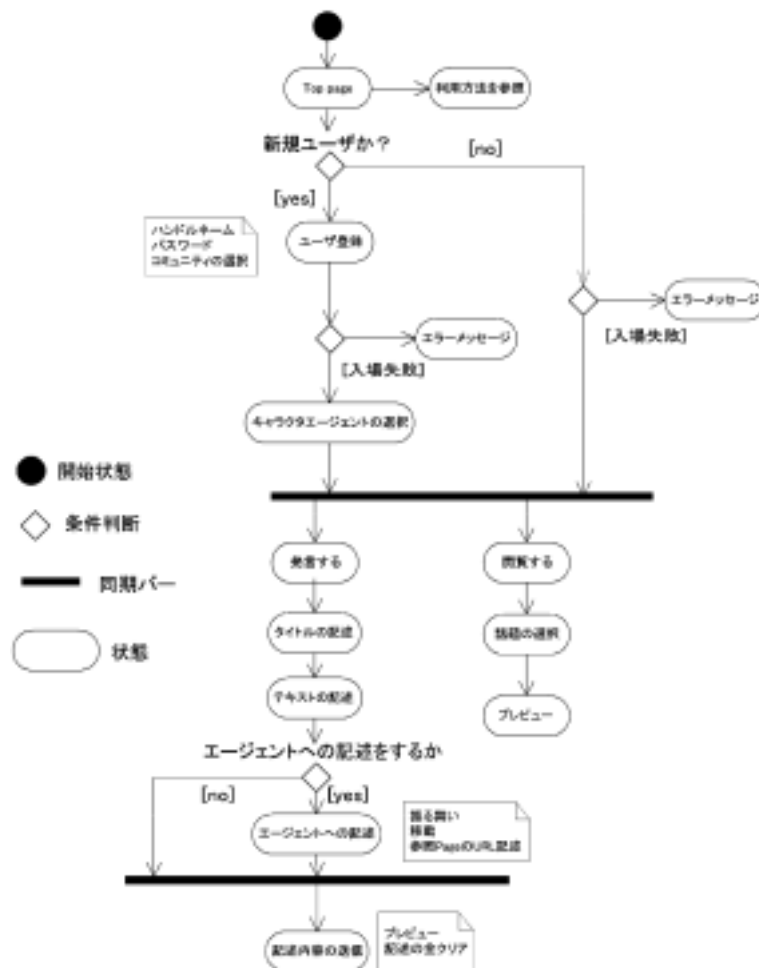 Top page
利用方法を参照
新規ユーザか？
[no]
[yes]
ハンドルネーム
パスワード
コミュニティの選択
ユーザ登録
エラーメッセージ
[入場失敗]
エラーメッセージ
[入場失敗]
キャラクタエージェントの選択
開始状態
条件判断
同期バー
状態
発言する
閲覧する
タイトルの記述
話題の選択
テキストの記述
プレビュー
エージェントへの記述をするか
[no]
[yes]
エージェントへの記述
振る舞い
移動
参照PageのURL記述
記述内容の送信
プレビュー
記述の全クリア